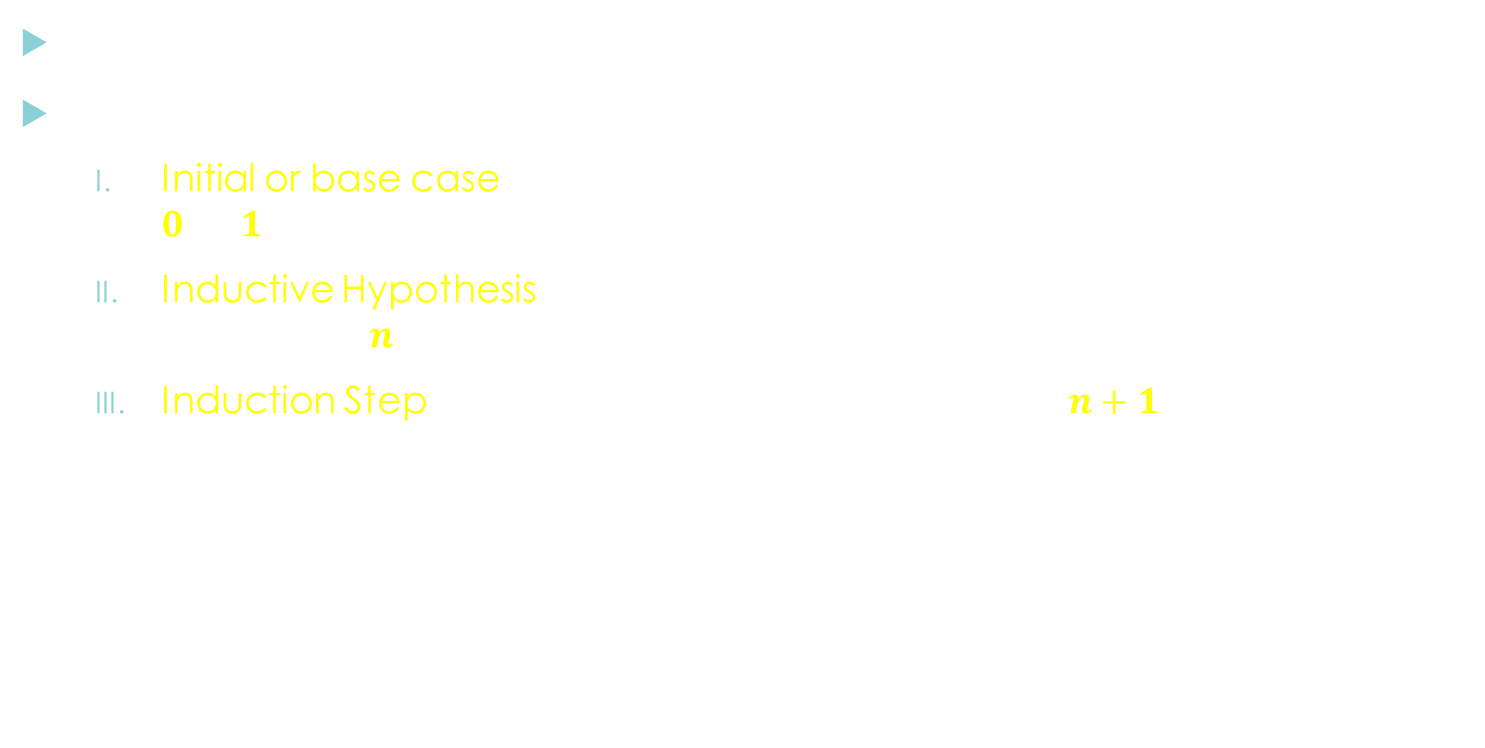 I. Initial or base case
0 1
II. Inductive Hypothesis
n
III. Induction Step n + 1